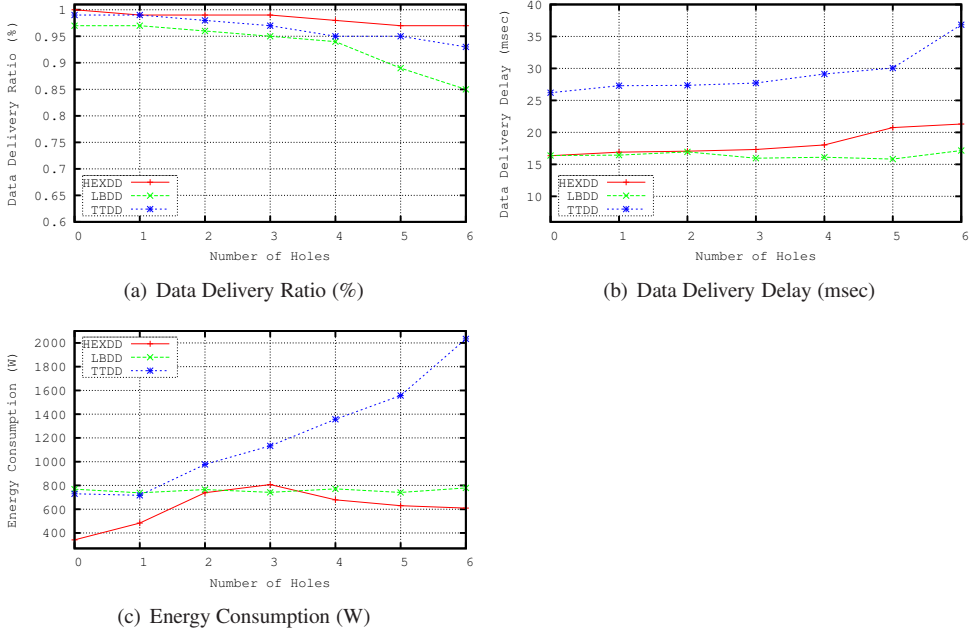 Data Delivery Ratio (%)
1
0.95
0.9
0.85
0.8
0.75
0.7
0.65
0.6
HEXDD
LBDD
TTDD
0 1 2 3 4 5 6
Number of Holes
(a) Data Delivery Ratio (%)
Data Delivery Delay (msec)
40
35
30
25
20
15
10
HEXDD
LBDD
TTDD
0 1 2 3 4 5 6
Number of Holes
(b) Data Delivery Delay (msec)
Energy Consumption (W)
2000
1800
1600
1400
1200
1000
800
600
400
HEXDD
LBDD
TTDD
0 1 2 3 4 5 6
Number of Holes
(c) Energy Consumption (W)